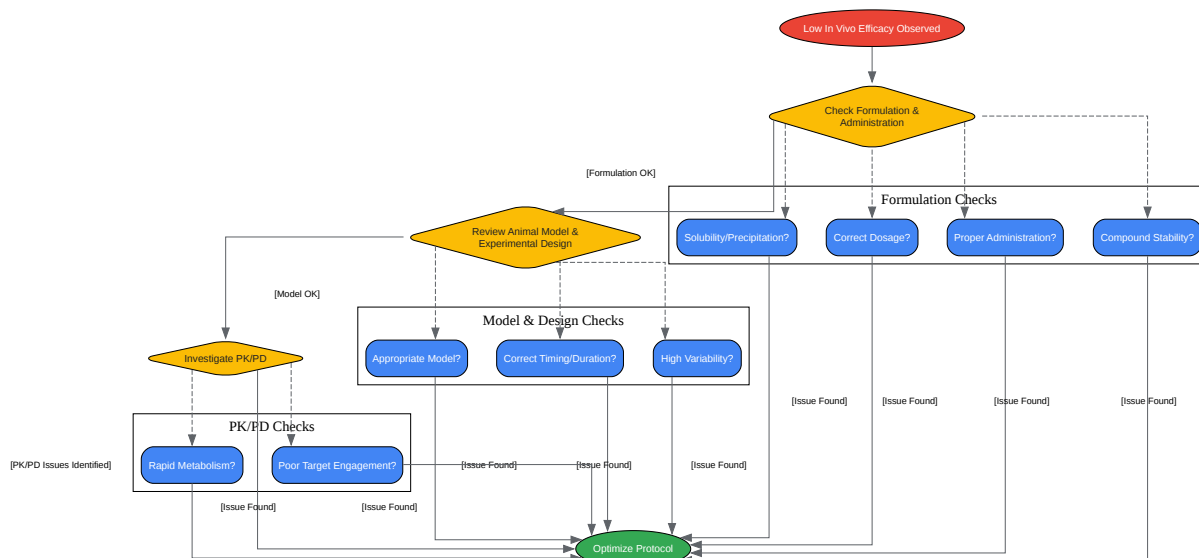 Low In Vivo Efficacy Observed
Check Formulation &
Administration
[Formulation OK]
Formulation Checks
Solubility/Precipitation?
Correct Dosage?
Proper Administration?
Compound Stability?
Review Animal Model &
Experimental Design
[Model OK]
Model & Design Checks
Appropriate Model?
Correct Timing/Duration?
High Variability?
Investigate PK/PD
[Issue Found]
[Issue Found]
[Issue Found]
[Issue Found]
PK/PD Checks
Rapid Metabolism?
Poor Target Engagement?
[PK/PD Issues Identified]
[Issue Found]
[Issue Found]
[Issue Found]
[Issue Found]
[Issue Found]
Optimize Protocol